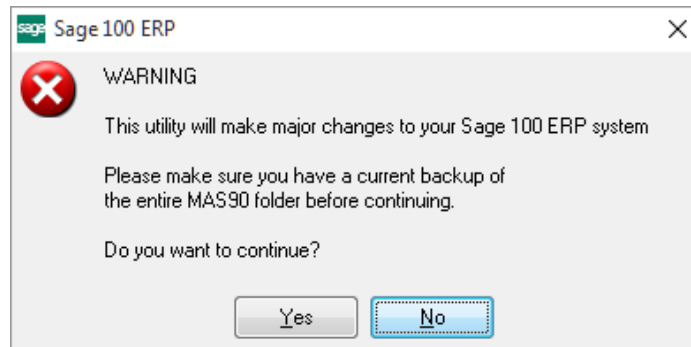 sage Sage 100 ERP
WARNING
This utility will make major changes to your Sage 100 ERP system
Please make sure you have a current backup of
the entire MAS90 folder before continuing.
Do you want to continue?
Yes No